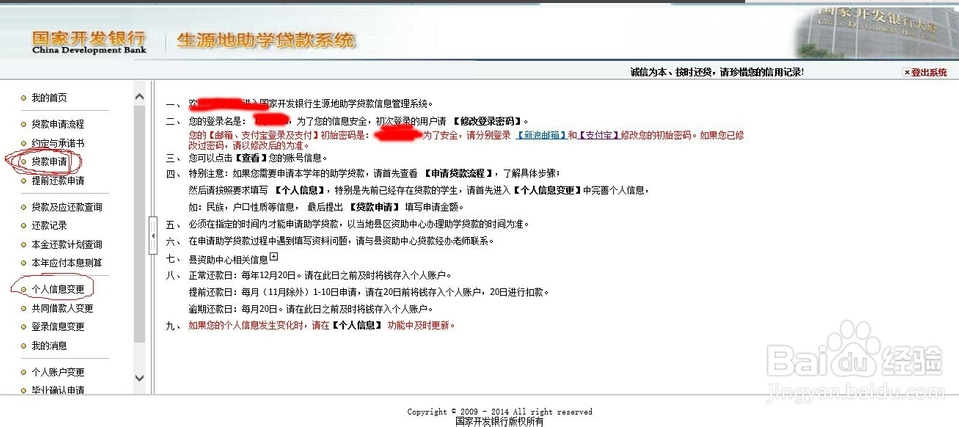 国家开发银行
China Development Bank
生源地助学贷款系统
诚信为本、按时还贷，请珍惜您的信用记录！
登出系统
我的首页
贷款申请流程
约定与承诺书
贷款申请
提前还款申请
贷款及应还款查询
还款记录
本金还款计划查询
本年应付本息测算
个人信息变更
共同借款人变更
登录信息变更
我的消息
个人账户变更
毕业确认申请
一、 进入国家开发银行生源地助学贷款信息管理系统。
二、 您的登录名是： ，为了您的信息安全，初次登录的用户请 【修改登录密码】。
您的【邮箱、支付宝登录及支付】初始密码是： 为了安全，请分别登录 【新浪邮箱】和【支付宝】修改您的初始密码。如果您已修
改过密码，请以修改后的为准。
三、 您可以点击【查看】您的账号信息。
四、 特别注意：如果您需要申请本学年的助学贷款，请首先查看 【申请贷款流程】，了解具体步骤；
然后请按照要求填写 【个人信息】，特别是先前已经存在贷款的学生，请首先进入【个人信息变更】中完善个人信息，
如：民族，户口性质等信息， 最后提出 【贷款申请】 填写申请金额。
五、 必须在指定的时间内才能申请助学贷款，以当地县区资助中心办理助学贷款的时间为准。
六、 在申请助学贷款过程中遇到填写资料问题，请与县资助中心贷款经办老师联系。
七、 县资助中心相关信息
八、 正常还款日：每年12月20日。请在此日之前及时将钱存入个人账户。
提前还款日：每月（11月除外）1-10日申请，请在20日前将钱存入个人账户，20日进行扣款。
逾期还款日：每月20日。请在此日之前及时将钱存入个人账户。
九、 如果您的个人信息发生变化时，请在【个人信息】 功能中及时更新。
Baidu 经验
jingyan.baidu.com
Copyright © 2009 - 2014 All right reserved
国家开发银行版权所有